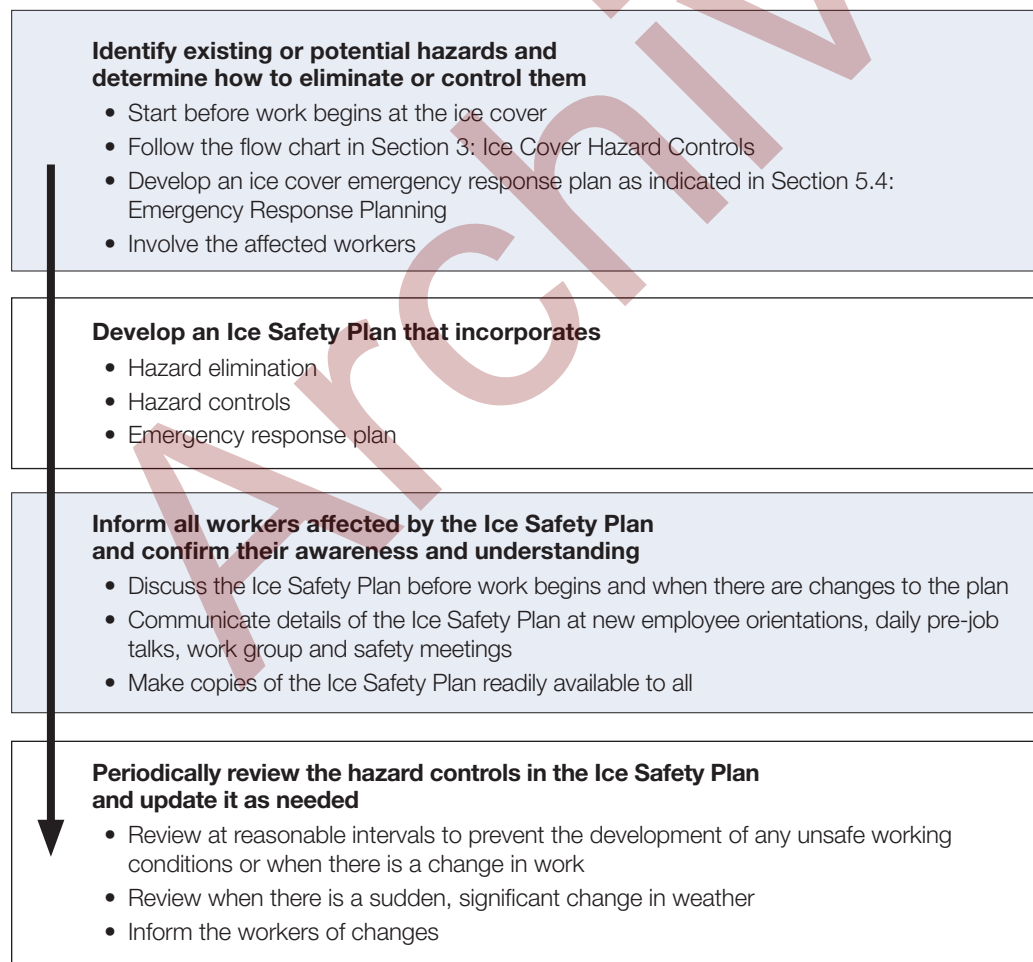 Identify existing or potential hazards and
determine how to eliminate or control them
• Start before work begins at the ice cover
• Follow the flow chart in Section 3: Ice Cover Hazard Controls
• Develop an ice cover emergency response plan as indicated in Section 5.4:
Emergency Response Planning
• Involve the affected workers
Develop an Ice Safety Plan that incorporates
• Hazard elimination
• Hazard controls
• Emergency response plan
Inform all workers affected by the Ice Safety Plan
and confirm their awareness and understanding
• Discuss the Ice Safety Plan before work begins and when there are changes to the plan
• Communicate details of the Ice Safety Plan at new employee orientations, daily pre-job
talks, work group and safety meetings
• Make copies of the Ice Safety Plan readily available to all
Periodically review the hazard controls in the Ice Safety Plan
and update it as needed
• Review at reasonable intervals to prevent the development of any unsafe working
conditions or when there is a change in work
• Review when there is a sudden, significant change in weather
• Inform the workers of changes
Archiv